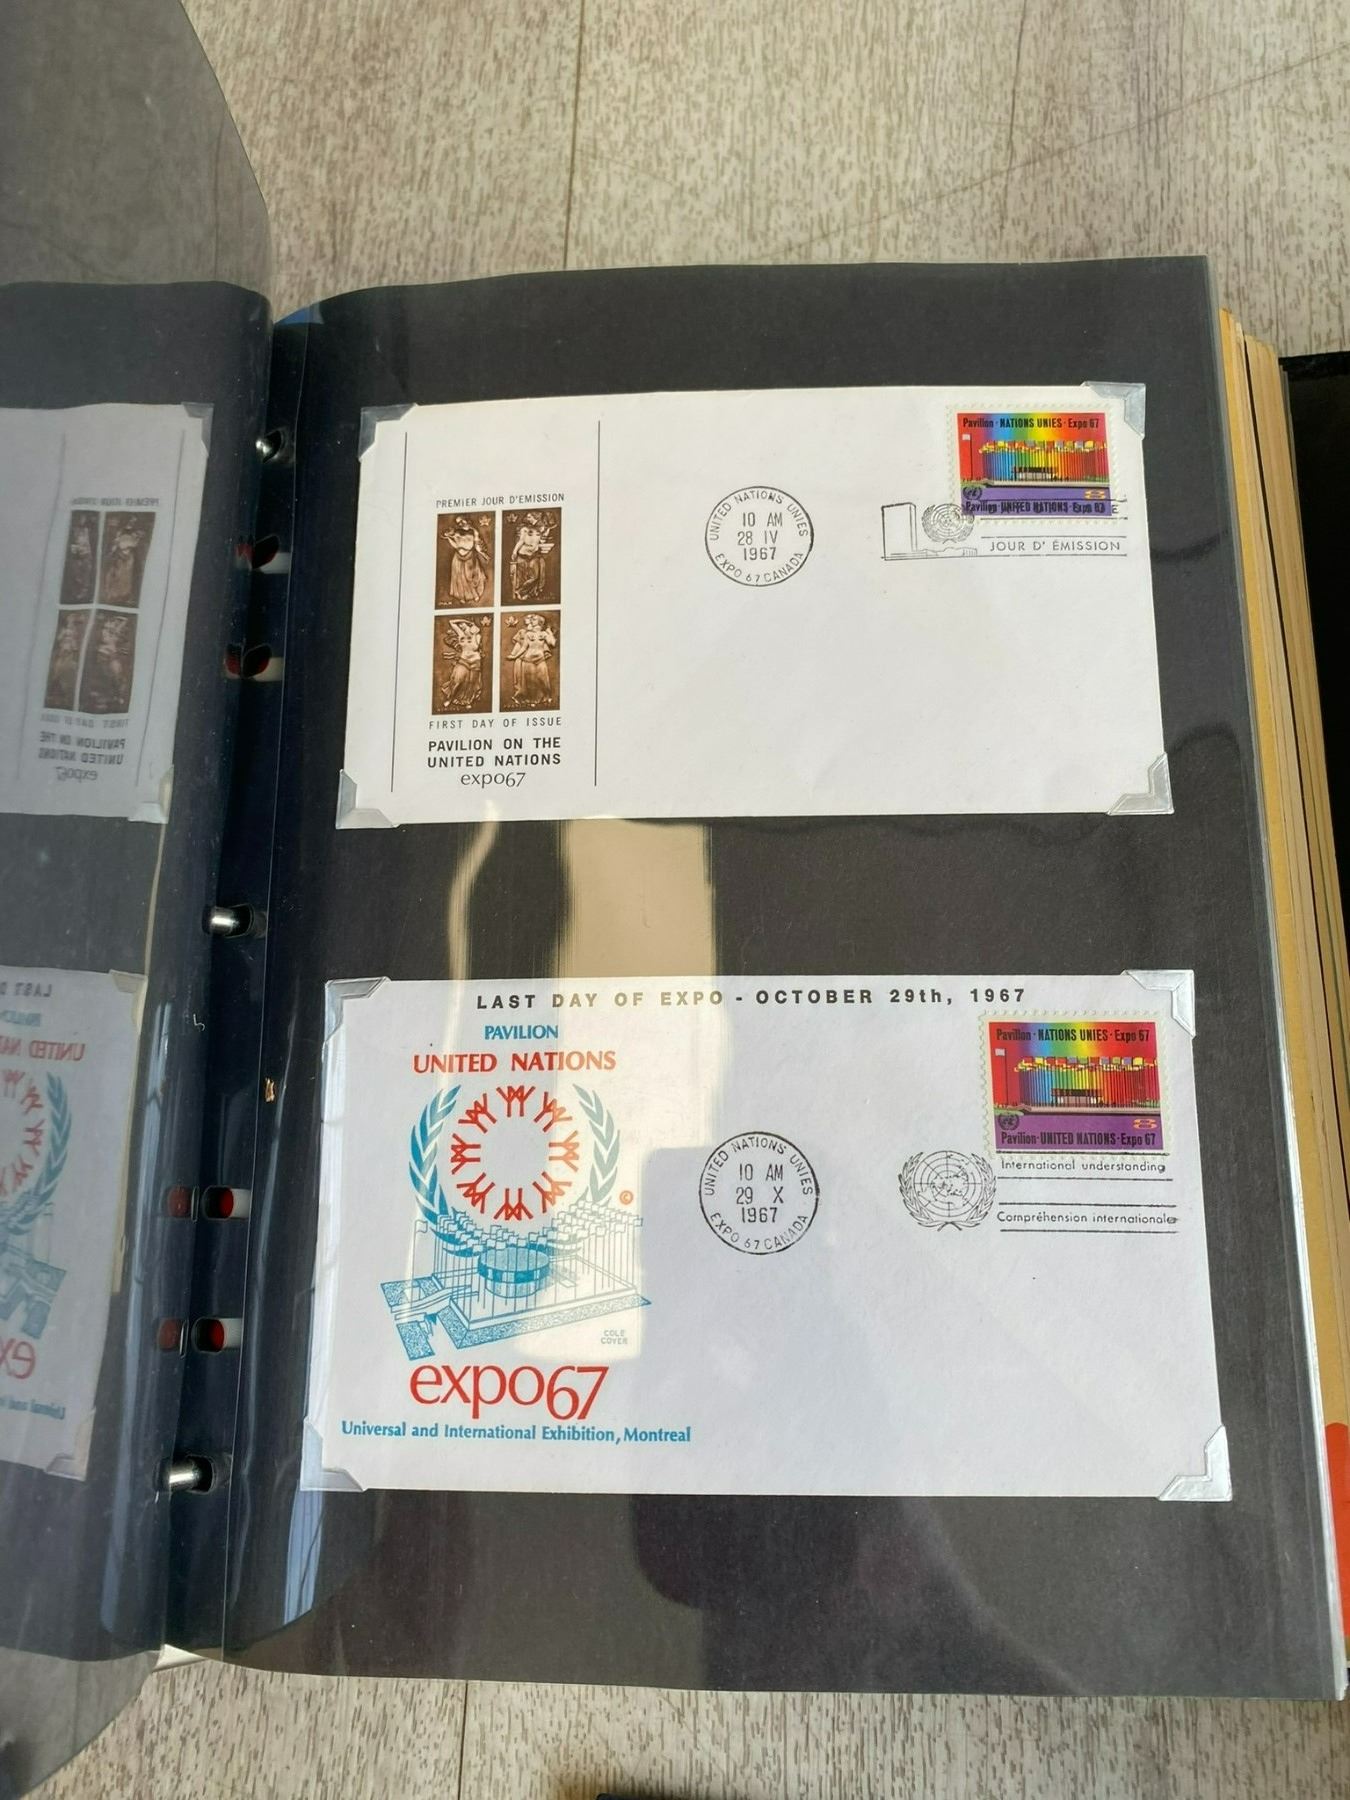 PREMIER JOUR D'EMISSION
FIRST DAY OF ISSUE
PAVILION ON THE
UNITED NATIONS
expo67
UNITED NATIONS UNIES
10 AM
28 IV
1967
EXPO 67 CANADA
Pavillon · NATIONS UNIES · Expo 67
8
Pavilion · UNITED NATIONS · Expo 67
JOUR D' ÉMISSION
LAST DAY OF EXPO - OCTOBER 29th, 1967
PAVILION
UNITED NATIONS
©
COLE
COVER
expo67
Universal and International Exhibition, Montreal
UNITED NATIONS UNIES
10 AM
29 X
1967
EXPO 67 CANADA
Pavillon · NATIONS UNIES · Expo 67
8
Pavilion · UNITED NATIONS · Expo 67
International understanding
Compréhension internationale